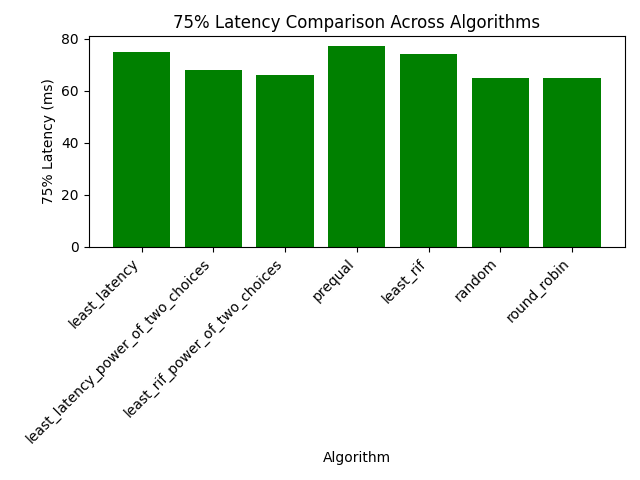 75% Latency Comparison Across Algorithms
75% Latency (ms)
80
60
40
20
0
least_latency
least_latency_power_of_two_choices
least_rif_power_of_two_choices
prequal
least_rif
random
round_robin
Algorithm